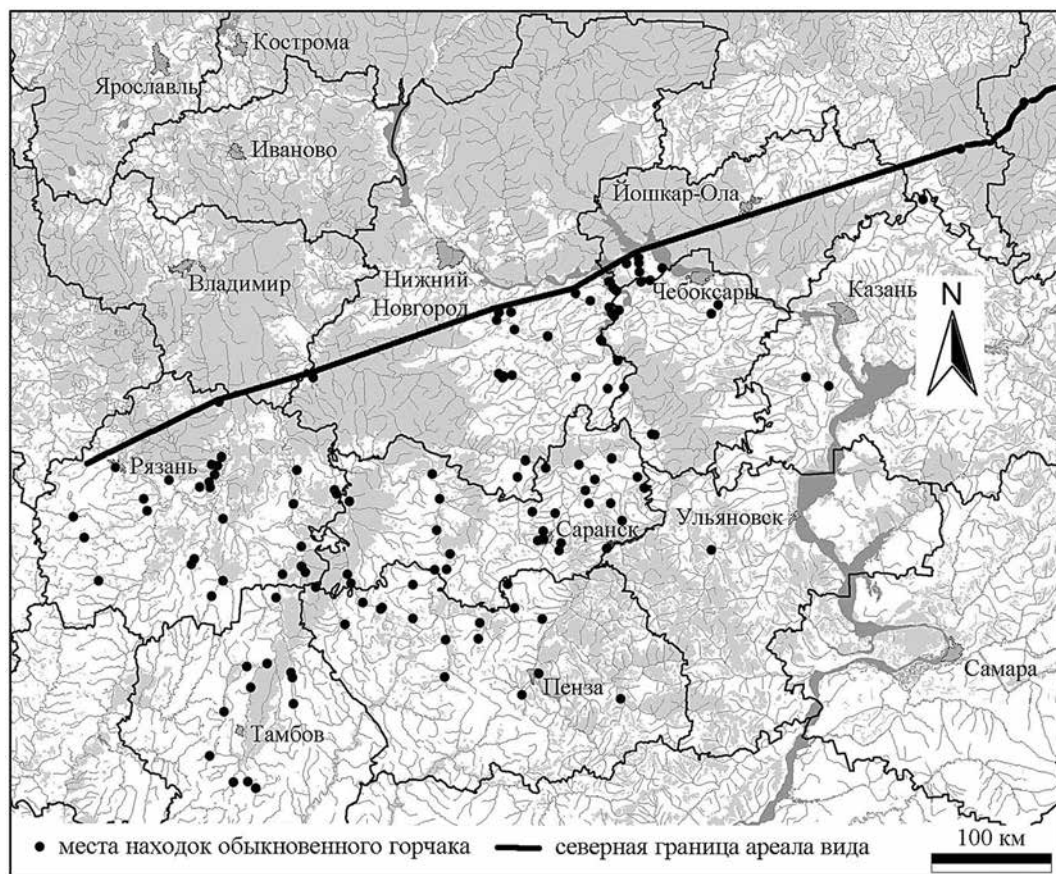 Кострома
Ярославль
Иваново
Йошкар-Ола
Владимир
Нижний
Новгород
Чебоксары
Казань
N
Рязань
Саранск
Ульяновск
Самара
Пенза
Тамбов
места находок обыкновенного горчака
северная граница ареала вида
100 км